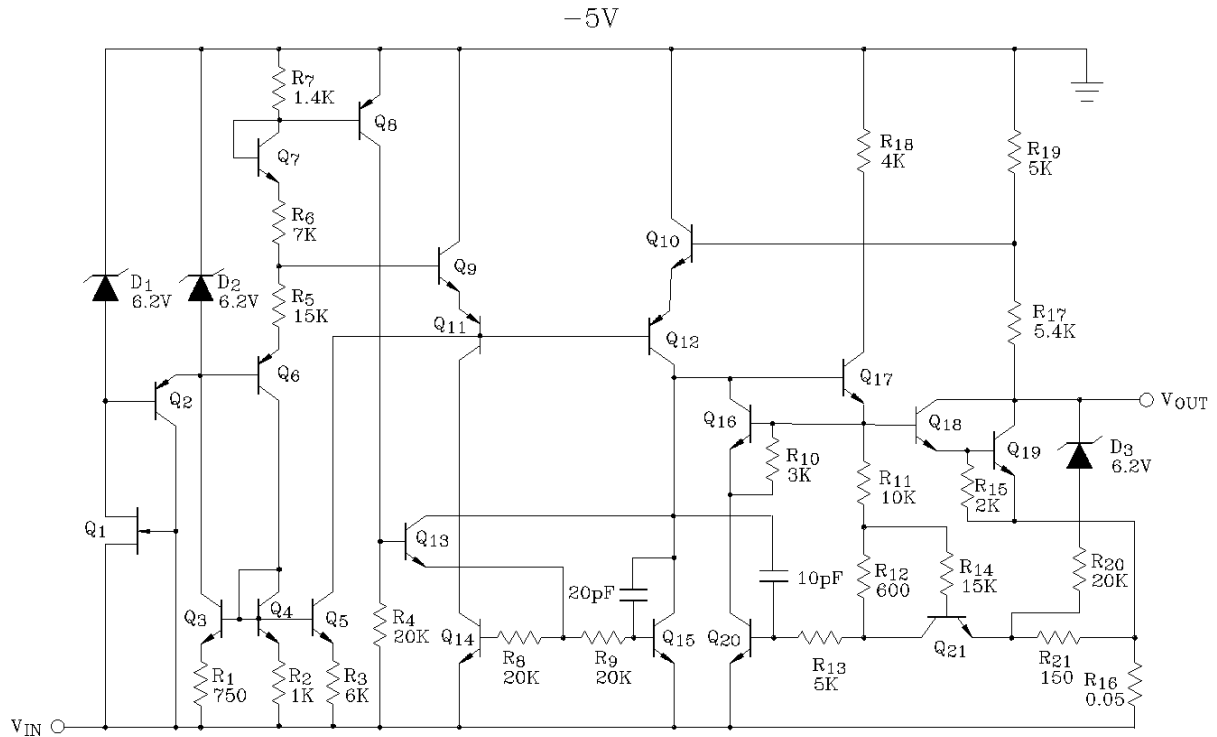 −5V
R7
1.4K
Q8
Q7
R18
4K
R19
5K
R6
7K
Q10
Q9
D1
6.2V
D2
6.2V
R5
15K
Q11
R17
5.4K
Q12
Q6
Q17
Q2
VOUT
Q16
Q18
Q19
D3
6.2V
R10
3K
R11
10K
R15
2K
Q1
Q13
20pF
10pF
R12
600
R14
15K
R20
20K
Q3
Q4
Q5
R4
20K
Q14
R8
20K
R9
20K
Q15
Q20
R13
5K
Q21
R21
150
R16
0.05
R1
750
R2
1K
R3
6K
VIN